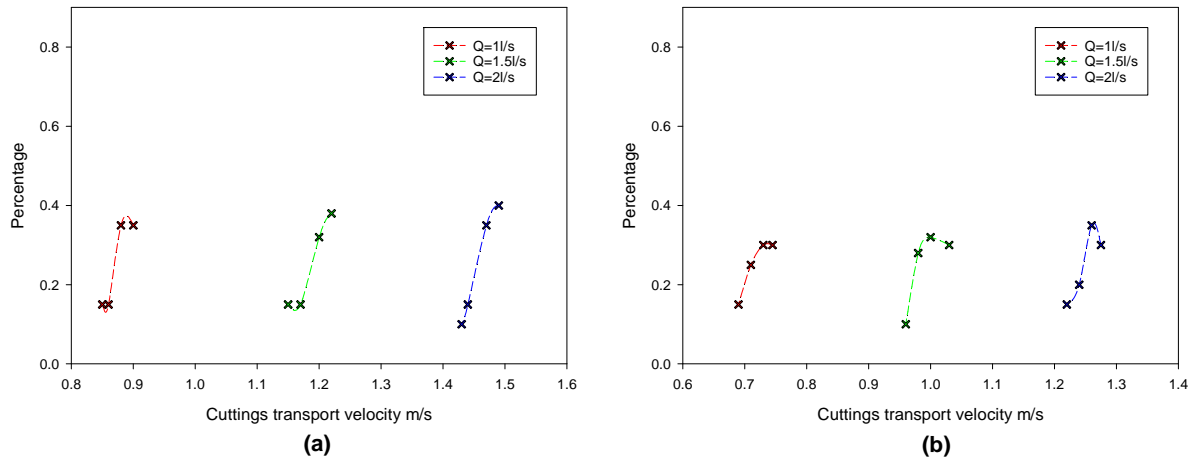 Percentage
0.8
0.6
0.4
0.2
0.0
Q=1l/s
Q=1.5l/s
Q=2l/s
0.8 0.9 1.0 1.1 1.2 1.3 1.4 1.5 1.6
Cuttings transport velocity m/s
(a)
Percentage
0.8
0.6
0.4
0.2
0.0
Q=1l/s
Q=1.5l/s
Q=2l/s
0.6 0.7 0.8 0.9 1.0 1.1 1.2 1.3 1.4
Cuttings transport velocity m/s
(b)